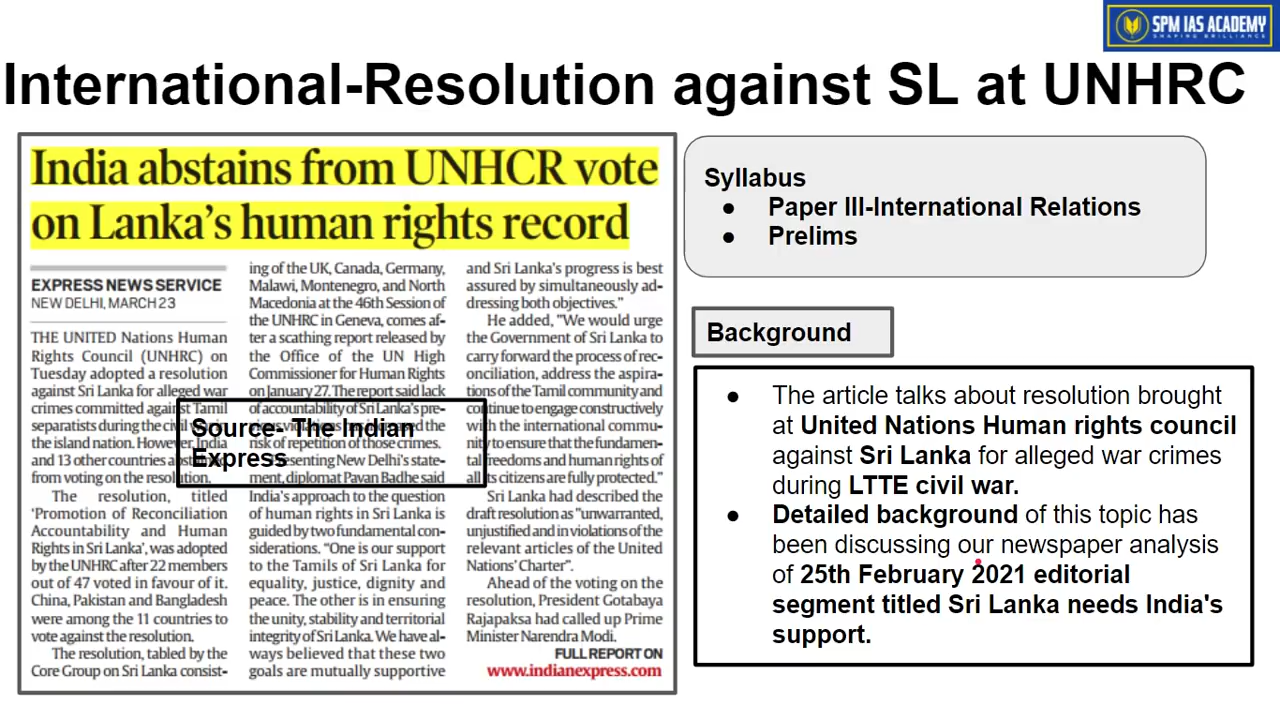 SPM IAS ACADEMY
SHAPING BRILLIANCE
International-Resolution against SL at UNHRC
India abstains from UNHCR vote
on Lanka's human rights record
EXPRESS NEWS SERVICE
NEW DELHI, MARCH 23
THE UNITED Nations Human
Rights Council (UNHRC) on
Tuesday adopted a resolution
against Sri Lanka for alleged war
crimes committed against Tamil
separatists during the civil war in
the island nation. However, India
and 13 other countries abstained
from voting on the resolution.
The resolution, titled
'Promotion of Reconciliation
Accountability and Human
Rights in Sri Lanka', was adopted
by the UNHRC after 22 members
out of 47 voted in favour of it.
China, Pakistan and Bangladesh
were among the 11 countries to
vote against the resolution.
The resolution, tabled by the
Core Group on Sri Lanka consist-
ing of the UK, Canada, Germany,
Malawi, Montenegro, and North
Macedonia at the 46th Session of
the UNHRC in Geneva, comes af-
ter a scathing report released by
the Office of the UN High
Commissioner for Human Rights
on January 27. The report said lack
of accountability of Sri Lanka's pre-
has increased the
risk of repetition of those crimes.
Presenting New Delhi's state-
ment, diplomat Pavan Badhe said
India's approach to the question
of human rights in Sri Lanka is
guided by two fundamental con-
siderations. "One is our support
to the Tamils of Sri Lanka for
equality, justice, dignity and
peace. The other is in ensuring
the unity, stability and territorial
integrity of Sri Lanka. We have al-
ways believed that these two
goals are mutually supportive
and Sri Lanka's progress is best
assured by simultaneously ad-
dressing both objectives."
He added, "We would urge
the Government of Sri Lanka to
carry forward the process of rec-
onciliation, address the aspira-
tions of the Tamil community and
continue to engage constructively
with the international commu-
nity to ensure that the fundamen-
tal freedoms and human rights of
all its citizens are fully protected."
Sri Lanka had described the
draft resolution as "unwarranted,
unjustified and in violations of the
relevant articles of the United
Nations' Charter".
Ahead of the voting on the
resolution, President Gotabaya
Rajapaksa had called up Prime
Minister Narendra Modi.
FULL REPORT ON
www.indianexpress.com
Source- The Indian
Express
Syllabus
● Paper III-International Relations
● Prelims
Background
● The article talks about resolution brought
at United Nations Human rights council
against Sri Lanka for alleged war crimes
during LTTE civil war.
● Detailed background of this topic has
been discussing our newspaper analysis
of 25th February 2021 editorial
segment titled Sri Lanka needs India's
support.